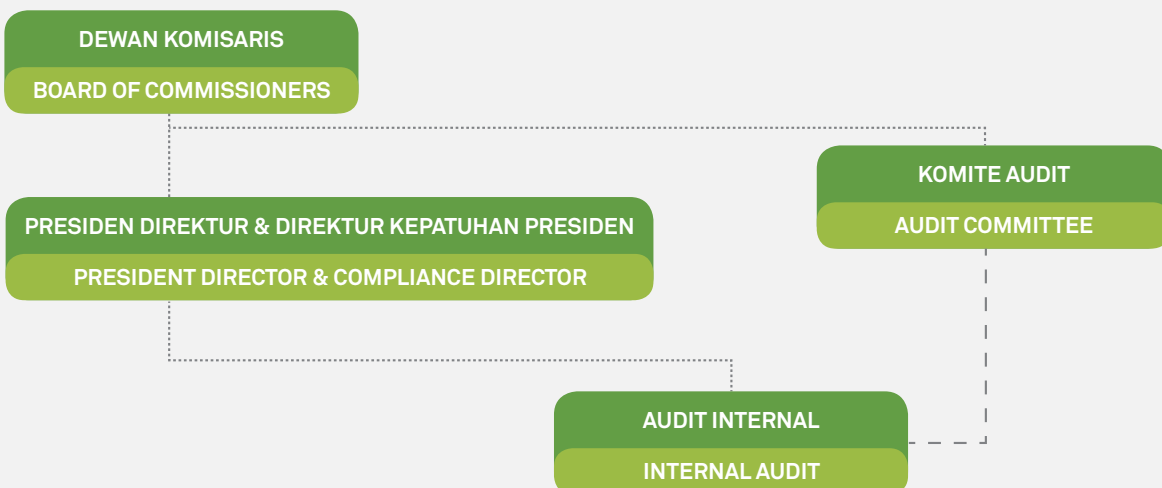 DEWAN KOMISARIS
BOARD OF COMMISSIONERS
KOMITE AUDIT
AUDIT COMMITTEE
PRESIDEN DIREKTUR & DIREKTUR KEPATUHAN PRESIDEN
PRESIDENT DIRECTOR & COMPLIANCE DIRECTOR
AUDIT INTERNAL
INTERNAL AUDIT